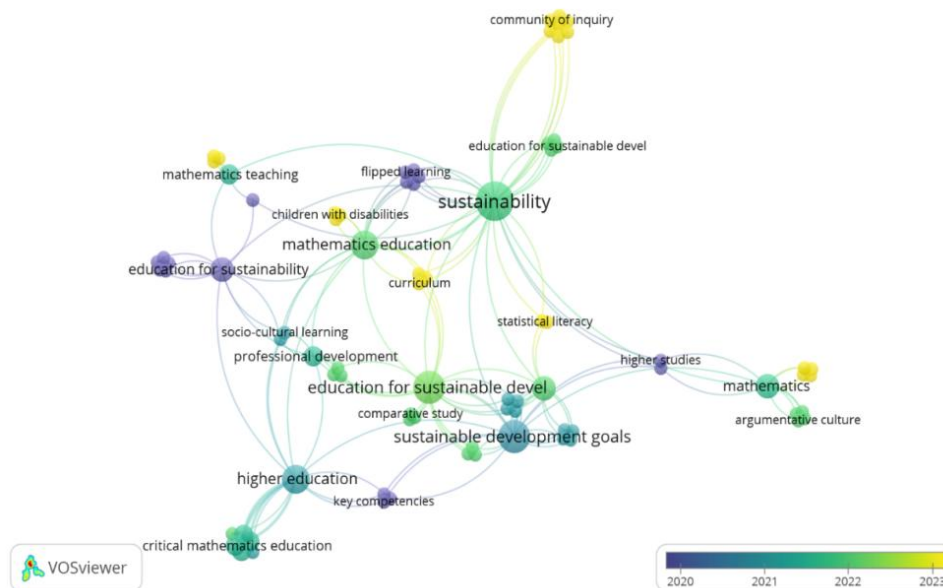 community of inquiry
education for sustainable devel
mathematics teaching
flipped learning
sustainability
children with disabilities
mathematics education
education for sustainability
curriculum
statistical literacy
socio-cultural learning
professional development
higher studies
education for sustainable devel
mathematics
comparative study
argumentative culture
sustainable development goals
higher education
key competencies
critical mathematics education
VOSviewer
2020 2021 2022 2023